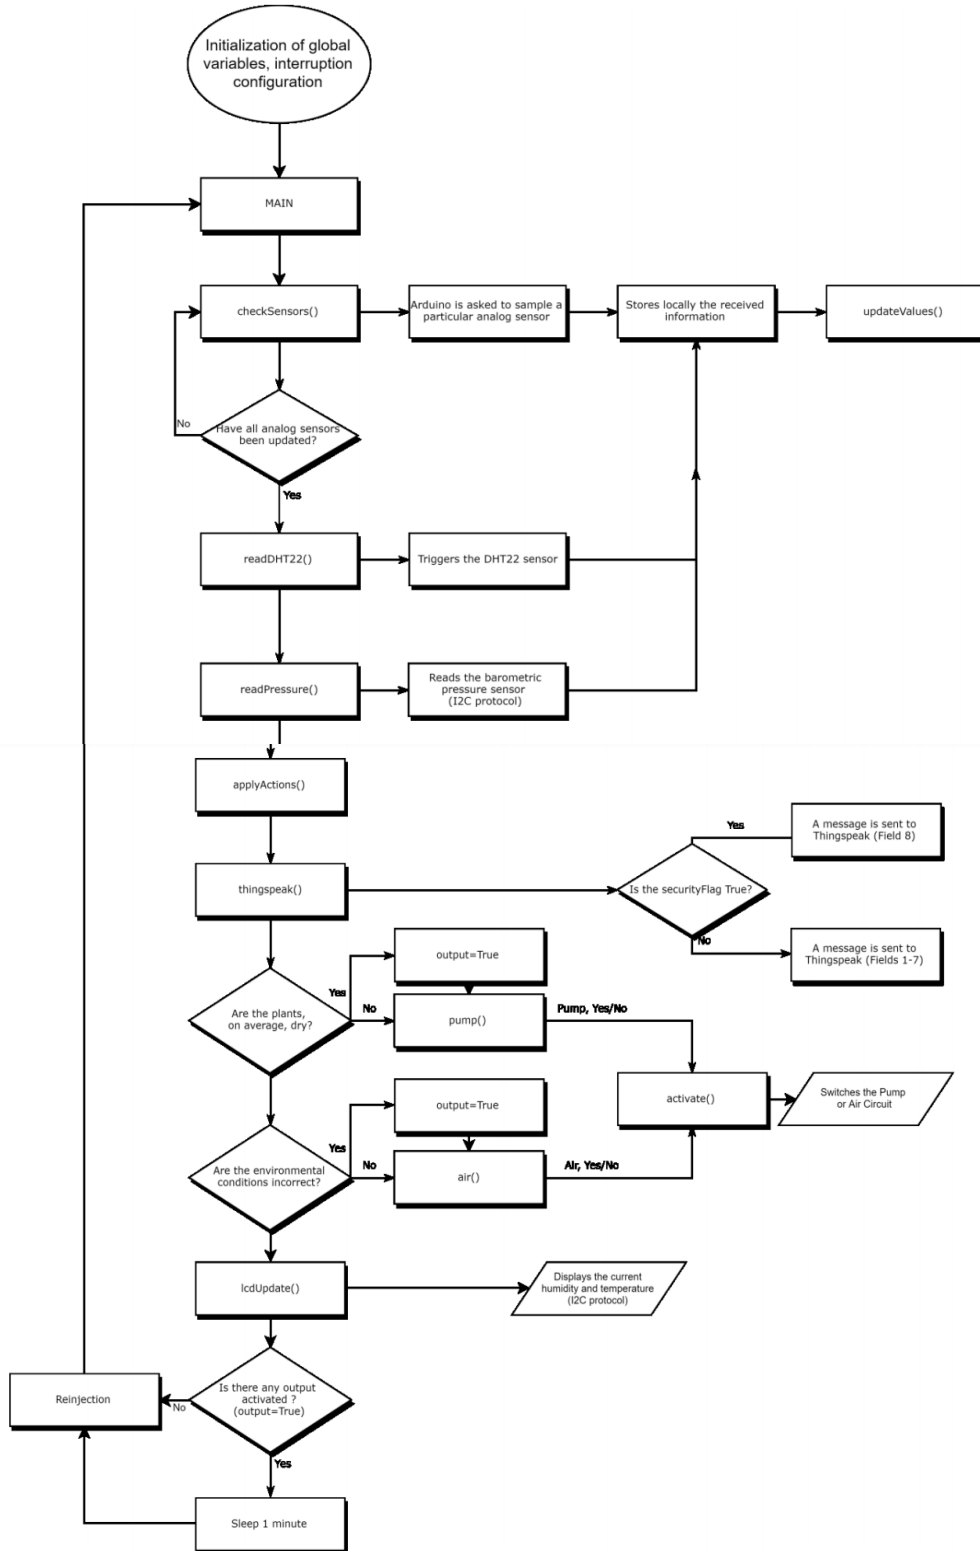 Initialization of global
variables, interruption
configuration
MAIN
checkSensors()
Arduino is asked to sample a
particular analog sensor
Stores locally the received
information
updateValues()
No
Have all analog sensors
been updated?
Yes
readDHT22()
Triggers the DHT22 sensor
readPressure()
Reads the barometric
pressure sensor
(I2C protocol)
applyActions()
Yes
A message is sent to
Thingspeak (Field 8)
thingspeak()
Is the securityFlag True?
No
A message is sent to
Thingspeak (Fields 1-7)
output=True
Yes
Are the plants,
on average, dry?
No
pump()
Pump, Yes/No
output=True
activate()
Switches the Pump
or Air Circuit
Yes
Are the environmental
conditions incorrect?
No
air()
Air, Yes/No
lcdUpdate()
Displays the current
humidity and temperature
(I2C protocol)
Reinjection
No
Is there any output
activated ?
(output=True)
Yes
Sleep 1 minute